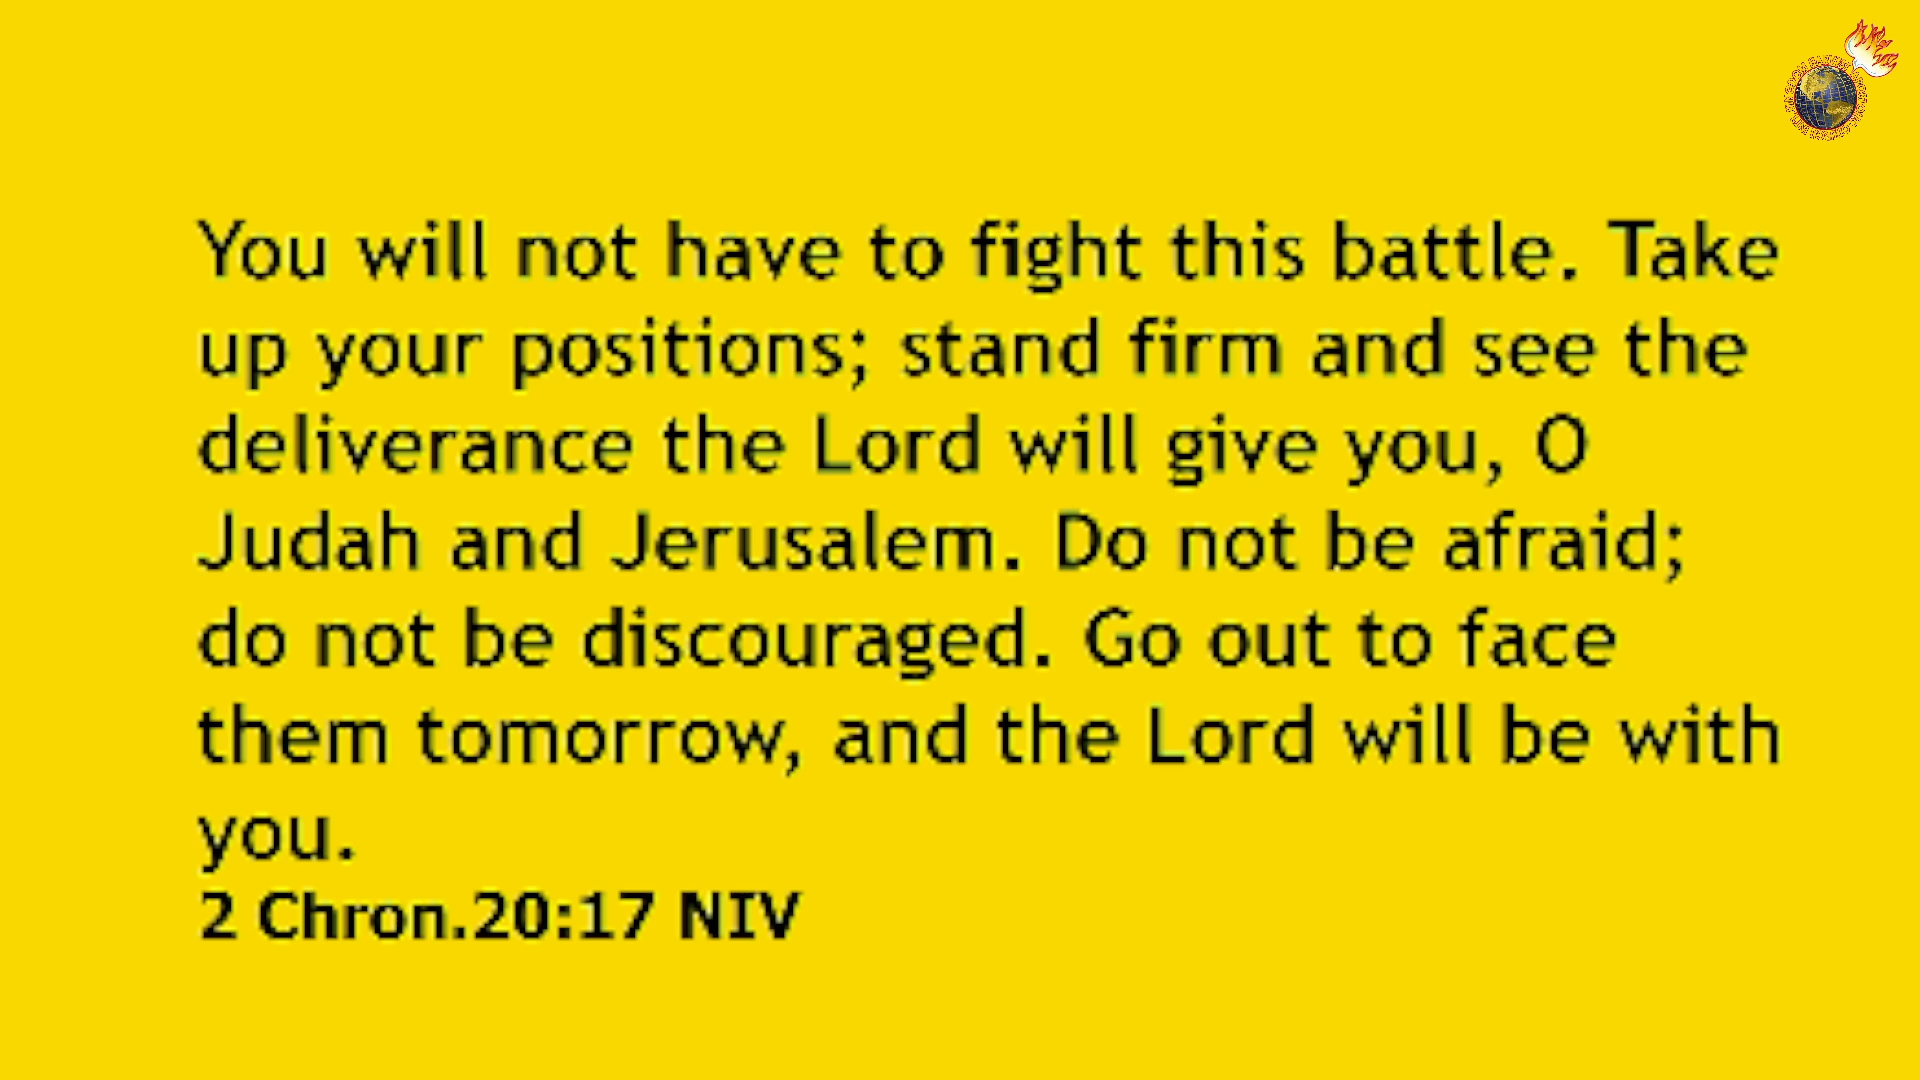 You will not have to fight this battle. Take
up your positions; stand firm and see the
deliverance the Lord will give you, O
Judah and Jerusalem. Do not be afraid;
do not be discouraged. Go out to face
them tomorrow, and the Lord will be with
you.
2 Chron.20:17 NIV